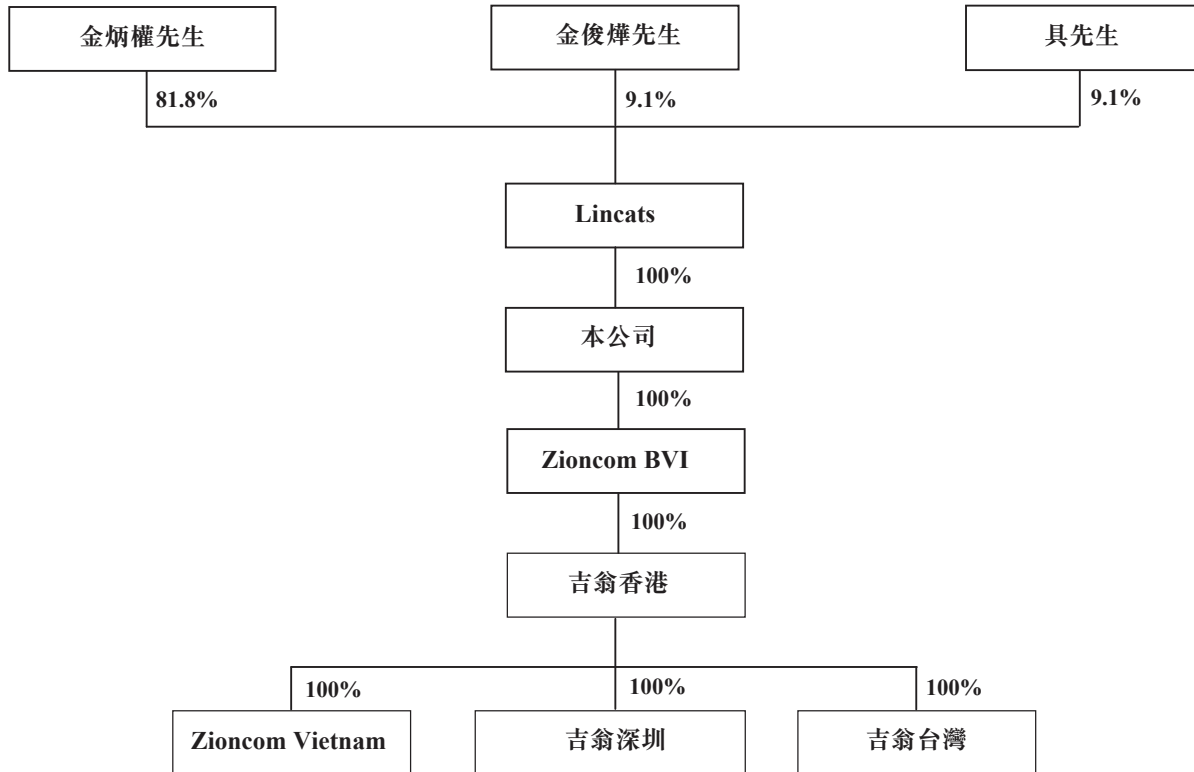 金炳權先生
金俊燁先生
具先生
81.8%
9.1%
9.1%
Lincats
100%
本公司
100%
Zioncom BVI
100%
吉翁香港
100%
100%
100%
Zioncom Vietnam
吉翁深圳
吉翁台灣